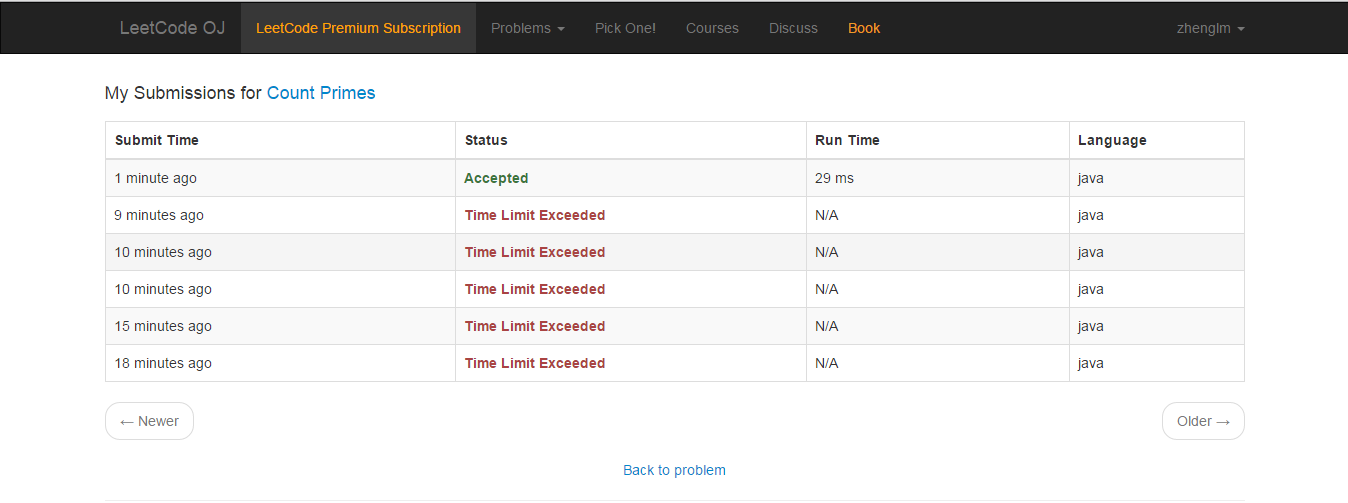 LeetCode OJ LeetCode Premium Subscription Problems Pick One! Courses Discuss Book zhenglm
My Submissions for Count Primes
Submit Time Status Run Time Language
1 minute ago Accepted 29 ms java
9 minutes ago Time Limit Exceeded N/A java
10 minutes ago Time Limit Exceeded N/A java
10 minutes ago Time Limit Exceeded N/A java
15 minutes ago Time Limit Exceeded N/A java
18 minutes ago Time Limit Exceeded N/A java
← Newer Older →
Back to problem